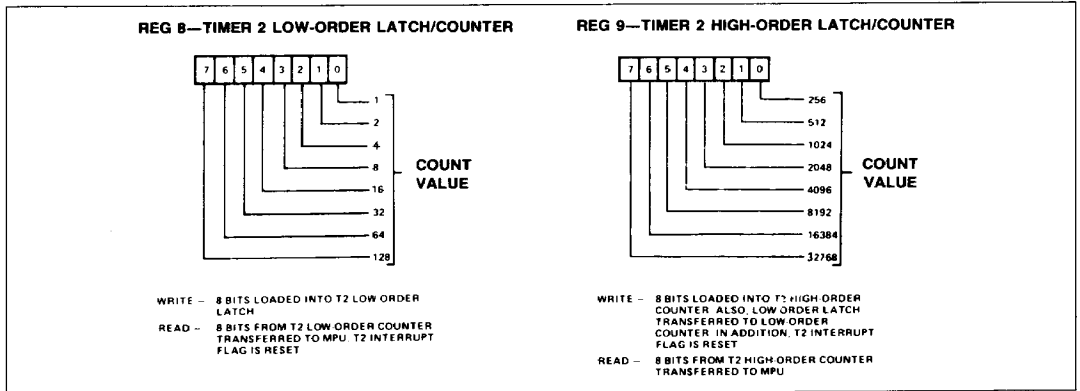 REG 8—TIMER 2 LOW-ORDER LATCH/COUNTER
7 6 5 4 3 2 1 0
1
2
4
8
16
32
64
128
COUNT
VALUE
WRITE – 8 BITS LOADED INTO T2 LOW ORDER
LATCH
READ – 8 BITS FROM T2 LOW-ORDER COUNTER
TRANSFERRED TO MPU. T2 INTERRUPT
FLAG IS RESET
REG 9—TIMER 2 HIGH-ORDER LATCH/COUNTER
7 6 5 4 3 2 1 0
256
512
1024
2048
4096
8192
16384
32768
COUNT
VALUE
WRITE – 8 BITS LOADED INTO T2 HIGH-ORDER
COUNTER. ALSO, LOW ORDER LATCH
TRANSFERRED TO LOW-ORDER
COUNTER. IN ADDITION, T2 INTERRUPT
FLAG IS RESET
READ – 8 BITS FROM T2 HIGH-ORDER COUNTER
TRANSFERRED TO MPU